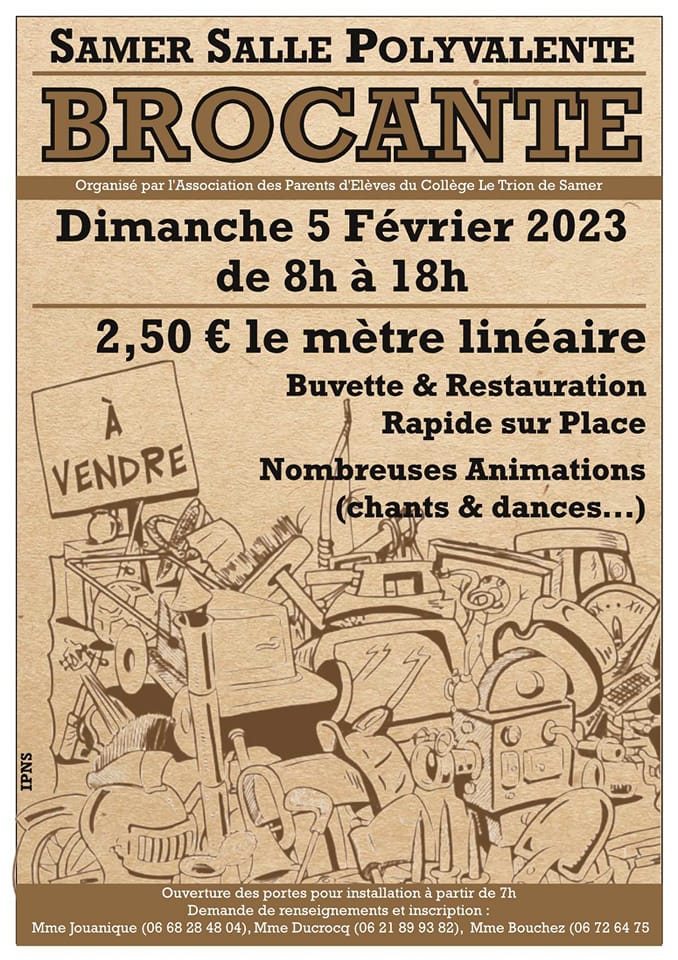 SAMER SALLE POLYVALENTE
BROCANTE
Organisé par l'Association des Parents d'Elèves du Collège Le Trion de Samer
Dimanche 5 Février 2023
de 8h à 18h
2,50 € le mètre linéaire
Buvette & Restauration
Rapide sur Place
Nombreuses Animations
(chants & dances...)
À
VENDRE
IPNS
Ouverture des portes pour installation à partir de 7h
Demande de renseignements et inscription :
Mme Jouanique (06 68 28 48 04), Mme Ducrocq (06 21 89 93 82), Mme Bouchez (06 72 64 75